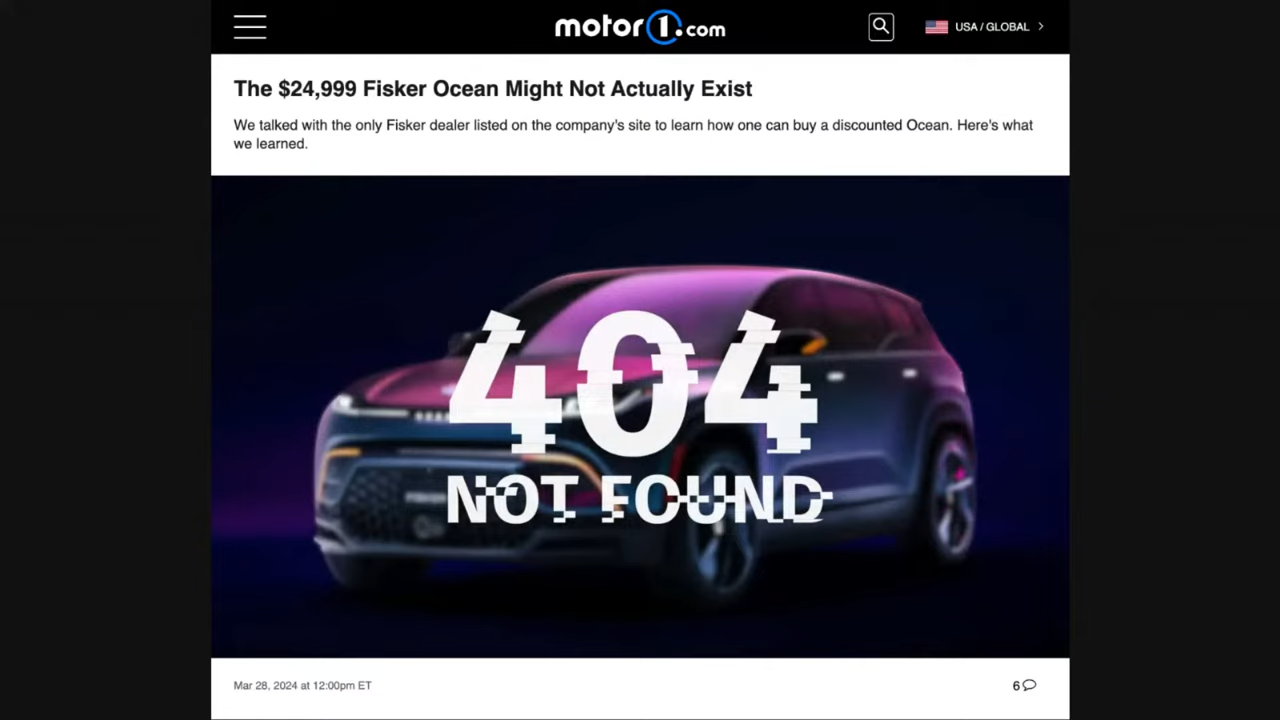 motor1.com
USA / GLOBAL
The $24,999 Fisker Ocean Might Not Actually Exist
We talked with the only Fisker dealer listed on the company's site to learn how one can buy a discounted Ocean. Here's what
we learned.
404
NOT FOUND
Mar 28, 2024 at 12:00pm ET
6